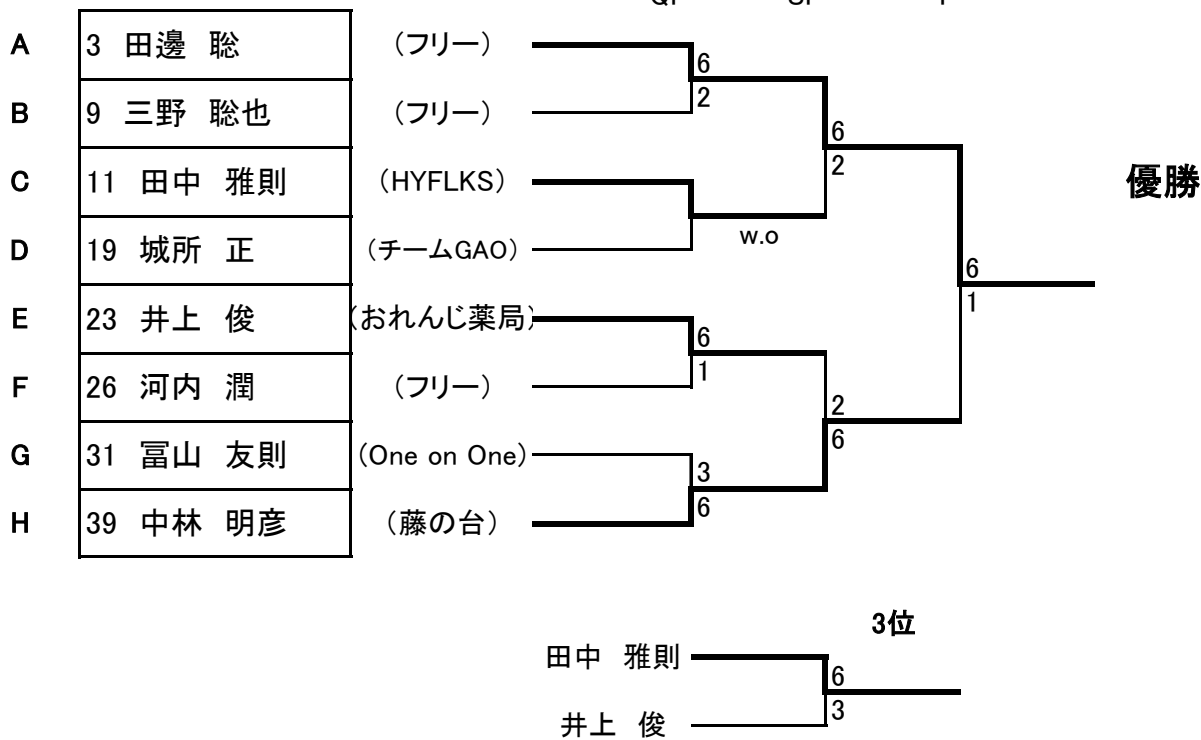 A 3 田邊 聡 (フリー)
6
B 9 三野 聡也 (フリー)
2
6
C 11 田中 雅則 (HYFLKS)
2
優勝
w.o
D 19 城所 正 (チームGAO)
6
E 23 井上 俊 (おれんじ薬局)
1
6
F 26 河内 潤 (フリー)
1
2
G 31 冨山 友則 (One on One)
6
3
H 39 中林 明彦 (藤の台)
6
3位
田中 雅則
6
井上 俊
3